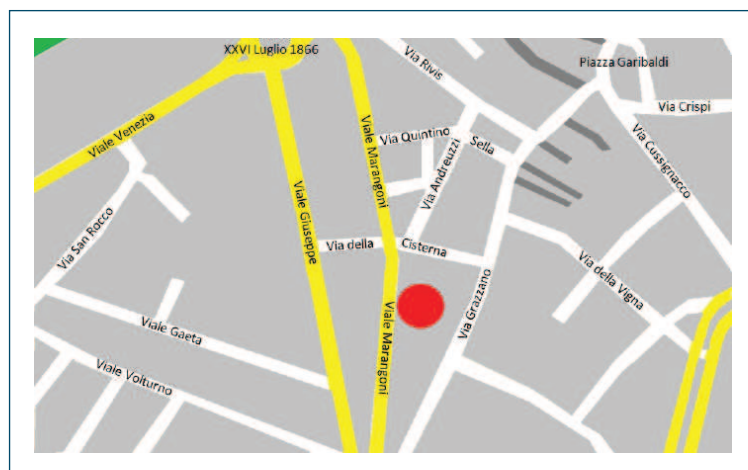 XXVI Luglio 1866
Via Rivis
Piazza Garibaldi
Via Crispi
Viale Venezia
Viale Marangoni
Via Quintino
Sella
Via Cussignacco
Via Andreuzzi
Via San Rocco
Viale Giuseppe
Via della
Cisterna
Via Grazzano
Via della Vigna
Viale Gaeta
Viale Marangoni
Viale Volturno